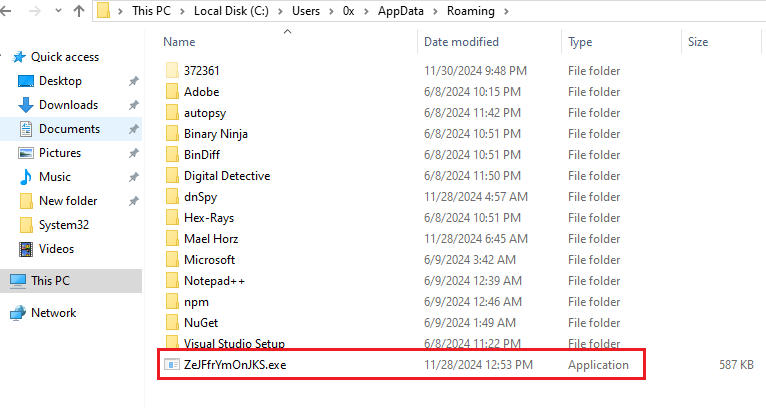 This PC > Local Disk (C:) > Users > 0x > AppData > Roaming >
Name Date modified Type Size
Quick access
Desktop
Downloads
Documents
Pictures
Music
New folder
System32
Videos
This PC
Network
372361 11/30/2024 9:48 PM File folder
Adobe 6/8/2024 10:15 PM File folder
autopsy 6/8/2024 11:42 PM File folder
Binary Ninja 6/8/2024 10:51 PM File folder
BinDiff 6/8/2024 10:51 PM File folder
Digital Detective 6/8/2024 11:50 PM File folder
dnSpy 11/28/2024 4:57 AM File folder
Hex-Rays 6/8/2024 10:51 PM File folder
Mael Horz 11/28/2024 6:45 AM File folder
Microsoft 6/9/2024 3:42 AM File folder
Notepad++ 6/9/2024 12:39 AM File folder
npm 6/9/2024 12:46 AM File folder
NuGet 6/9/2024 1:49 AM File folder
Visual Studio Setup 6/8/2024 11:22 PM File folder
ZeJFfrYmOnJKS.exe 11/28/2024 12:53 PM Application 587 KB